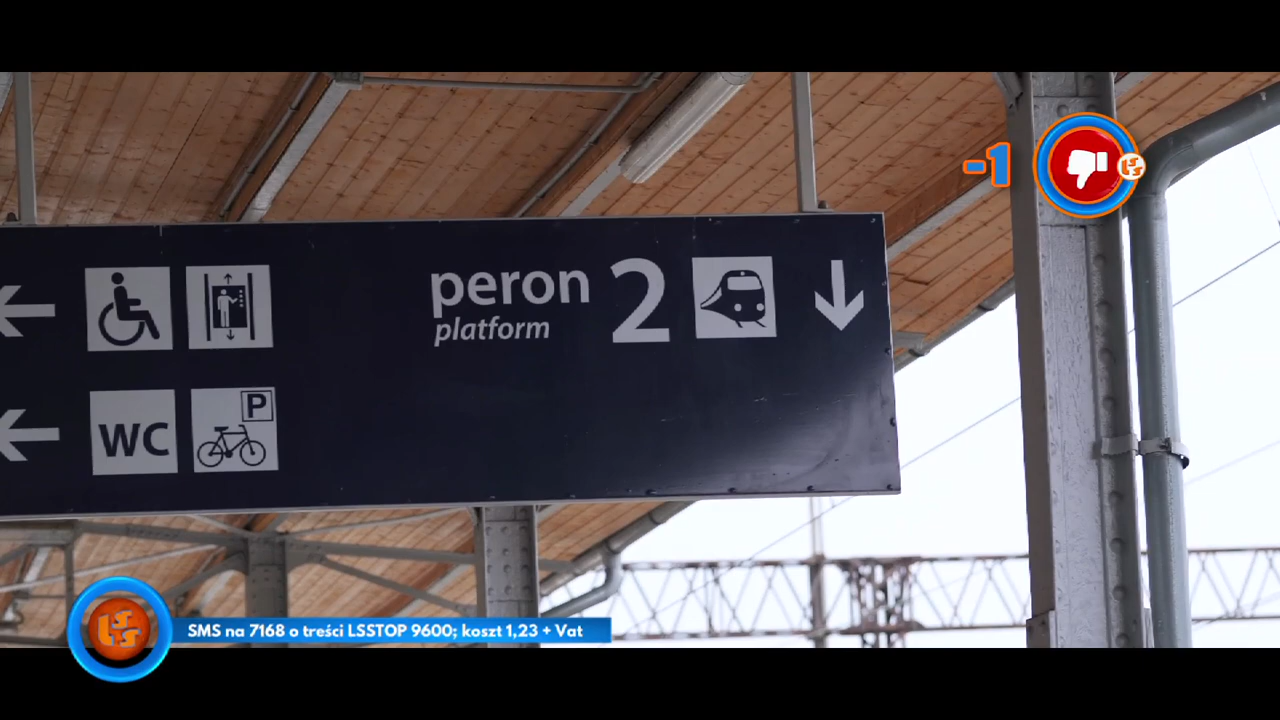 -1
peron 2
platform
P
WC
SMS na 7168 o treści LSSTOP 9600; koszt 1,23 + Vat